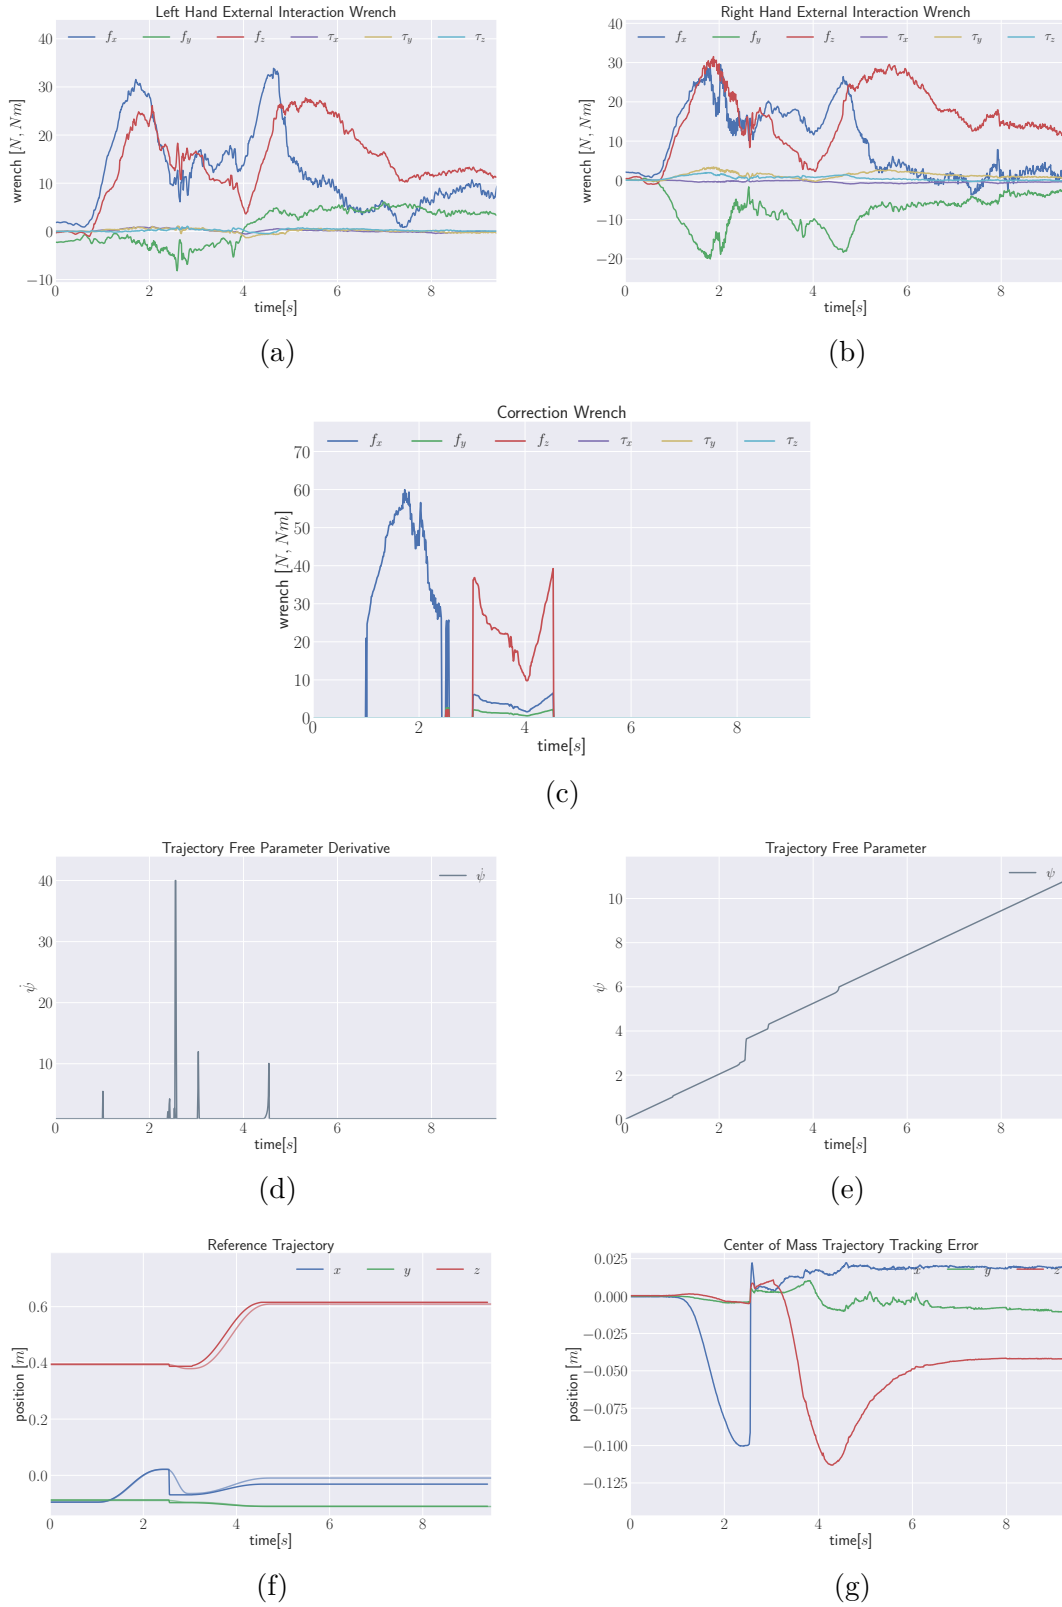 Left Hand External Interaction Wrench
f_x f_y f_z τ_x τ_y τ_z
wrench [N, Nm]
40
30
20
10
0
−10
0 2 4 6 8
time[s]
(a)
Right Hand External Interaction Wrench
f_x f_y f_z τ_x τ_y τ_z
wrench [N, Nm]
40
30
20
10
0
−10
−20
0 2 4 6 8
time[s]
(b)
Correction Wrench
f_x f_y f_z τ_x τ_y τ_z
wrench [N, Nm]
70
60
50
40
30
20
10
0
0 2 4 6 8
time[s]
(c)
Trajectory Free Parameter Derivative
ψ̇
ψ̇
40
30
20
10
0 2 4 6 8
time[s]
(d)
Trajectory Free Parameter
ψ
ψ
10
8
6
4
2
0
0 2 4 6 8
time[s]
(e)
Reference Trajectory
x y z
position [m]
0.6
0.4
0.2
0.0
0 2 4 6 8
time[s]
(f)
Center of Mass Trajectory Tracking Error
x y z
position [m]
0.025
0.000
−0.025
−0.050
−0.075
−0.100
−0.125
0 2 4 6 8
time[s]
(g)